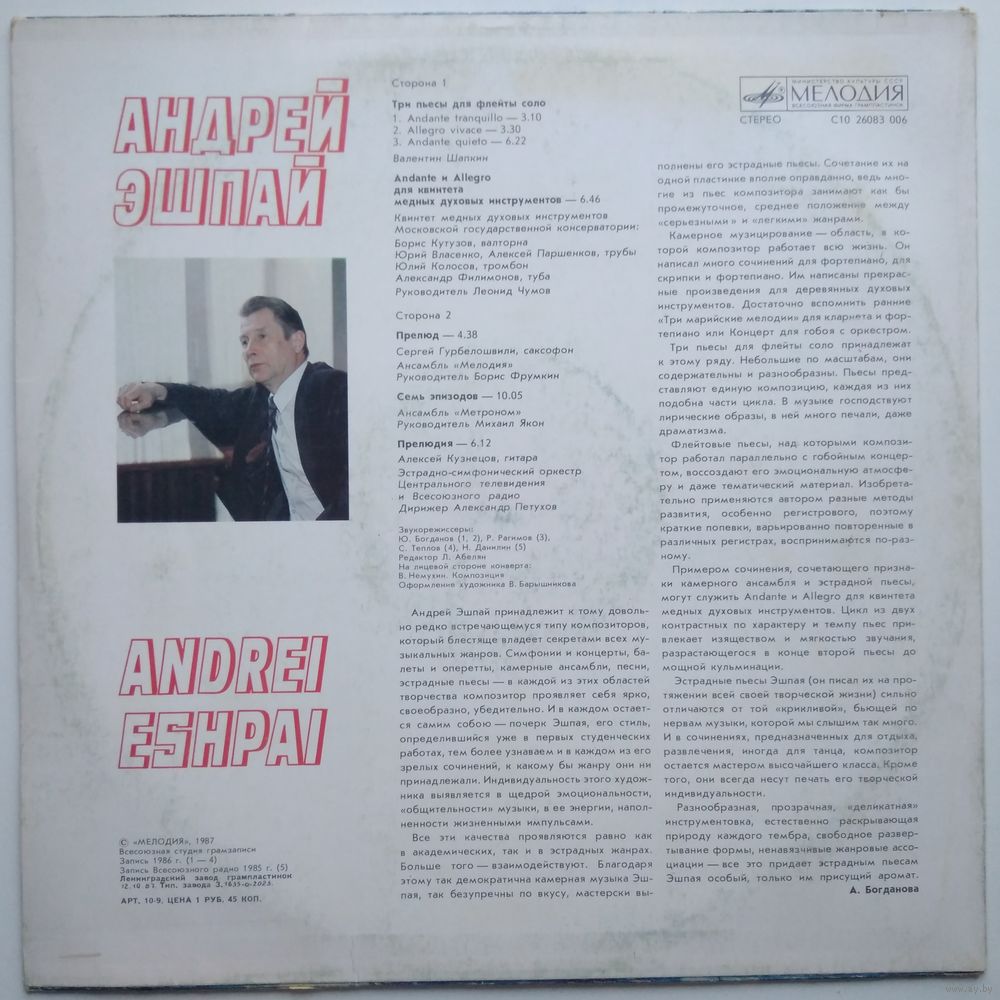 АНДРЕЙ
ЭШПАЙ
Сторона 1
Три пьесы для флейты соло
1. Andante tranquillo — 3.10
2. Allegro vivace — 3.30
3. Andante quieto — 6.22
Валентин Шапкин
Andante и Allegro
для квинтета
медных духовых инструментов — 6.46
Квинтет медных духовых инструментов
Московской государственной консерватории:
Борис Кутузов, валторна
Юрий Власенко, Алексей Паршенков, трубы
Юлий Колосов, тромбон
Александр Филимонов, туба
Руководитель Леонид Чумов
Сторона 2
Прелюд — 4.38
Сергей Гурбелошвили, саксофон
Ансамбль «Мелодия»
Руководитель Борис Фрумкин
Семь эпизодов — 10.05
Ансамбль «Метроном»
Руководитель Михаил Якон
Прелюдия — 6.12
Алексей Кузнецов, гитара
Эстрадно-симфонический оркестр
Центрального телевидения
и Всесоюзного радио
Дирижер Александр Петухов
Звукорежиссеры:
Ю. Богданов (1, 2), Р. Рагимов (3),
С. Теплов (4), Н. Данилин (5)
Редактор Л. Абелян
На лицевой стороне конверта:
В. Немухин. Композиция
Оформление художника В. Барышникова
ANDREI
ESHPAI
© «МЕЛОДИЯ», 1987
Всесоюзная студия грамзаписи
Запись 1986 г. (1 — 4)
Запись Всесоюзного радио 1985 г. (5)
Ленинградский завод грампластинок
Тип. завода З.
АРТ. 10-9, ЦЕНА 1 РУБ. 45 КОП.
Андрей Эшпай принадлежит к тому доволь-
но редко встречающемуся типу композиторов,
который блестяще владеет секретами всех му-
зыкальных жанров. Симфонии и концерты, ба-
леты и оперетты, камерные ансамбли, песни,
эстрадные пьесы — в каждой из этих областей
творчества композитор проявляет себя ярко,
своеобразно, убедительно. И в каждом остает-
ся самим собою — почерк Эшпая, его стиль,
определившийся уже в первых студенческих
работах, тем более узнаваем и в каждом из его
зрелых сочинений, к какому бы жанру они ни
принадлежали. Индивидуальность этого худож-
ника выявляется в щедрой эмоциональности,
«общительности» музыки, в ее энергии, напол-
ненности жизненными импульсами.
Все эти качества проявляются равно как
в академических, так и в эстрадных жанрах.
Больше того — взаимодействуют. Благодаря
этому так демократична камерная музыка Эш-
пая, так безупречны по вкусу, мастерски вы-
МИНИСТЕРСТВО КУЛЬТУРЫ СССР
МЕЛОДИЯ
ВСЕСОЮЗНАЯ ФИРМА ГРАМПЛАСТИНОК
СТЕРЕО С10 26083 006
полнены его эстрадные пьесы. Сочетание их на
одной пластинке вполне оправданно, ведь мно-
гие из пьес композитора занимают как бы
промежуточное, среднее положение между
«серьезными» и «легкими» жанрами.
Камерное музицирование — область, в ко-
торой композитор работает всю жизнь. Он
написал много сочинений для фортепиано, для
скрипки и фортепиано. Им написаны прекрас-
ные произведения для деревянных духовых
инструментов. Достаточно вспомнить ранние
«Три марийские мелодии» для кларнета и фор-
тепиано или Концерт для гобоя с оркестром.
Три пьесы для флейты соло принадлежат
к этому ряду. Небольшие по масштабам, они
содержательны и разнообразны. Пьесы пред-
ставляют единую композицию, каждая из них
подобна части цикла. В музыке господствуют
лирические образы, в ней много печали, даже
драматизма.
Флейтовые пьесы, над которыми компози-
тор работал параллельно с гобойным концер-
том, воссоздают его эмоциональную атмосфе-
ру и даже тематический материал. Изобрета-
тельно применяются автором разные методы
развития, особенно регистрового, поэтому
краткие попевки, варьированно повторенные в
различных регистрах, воспринимаются по-раз-
ному.
Примером сочинения, сочетающего призна-
ки камерного ансамбля и эстрадной пьесы,
могут служить Andante и Allegro для квинтета
медных духовых инструментов. Цикл из двух
контрастных по характеру и темпу пьес при-
влекает изяществом и мягкостью звучания,
разрастающегося в конце второй пьесы до
мощной кульминации.
Эстрадные пьесы Эшпая (он писал их на про-
тяжении всей своей творческой жизни) сильно
отличаются от той «крикливой», бьющей по
нервам музыки, которой мы слышим так много.
И в сочинениях, предназначенных для отдыха,
развлечения, иногда для танца, композитор
остается мастером высочайшего класса. Кроме
того, они всегда несут печать его творческой
индивидуальности.
Разнообразная, прозрачная, «деликатная»
инструментовка, естественно раскрывающая
природу каждого тембра, свободное развер-
тывание формы, ненавязчивые жанровые ассо-
циации — все это придает эстрадным пьесам
Эшпая особый, только им присущий аромат.
А. Богданова
www.ay.by